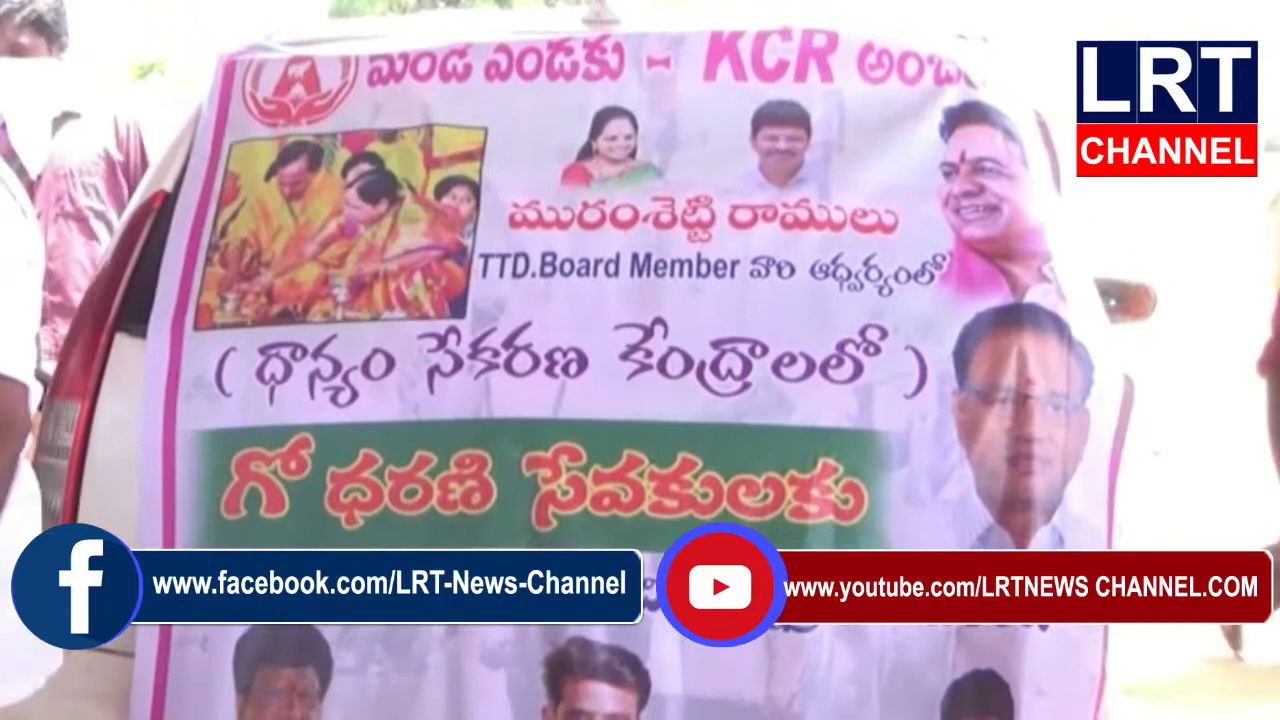 మండే ఎండకు - KCR
LRT
CHANNEL
మురంశెట్టి రాములు
TTD.Board Member వారి ఆధ్వర్యంలో
( ధాన్యం సేకరణ కేంద్రాలలో )
గో ధరణి సేవకులకు
www.facebook.com/LRT-News-Channel
www.youtube.com/LRTNEWS CHANNEL.COM